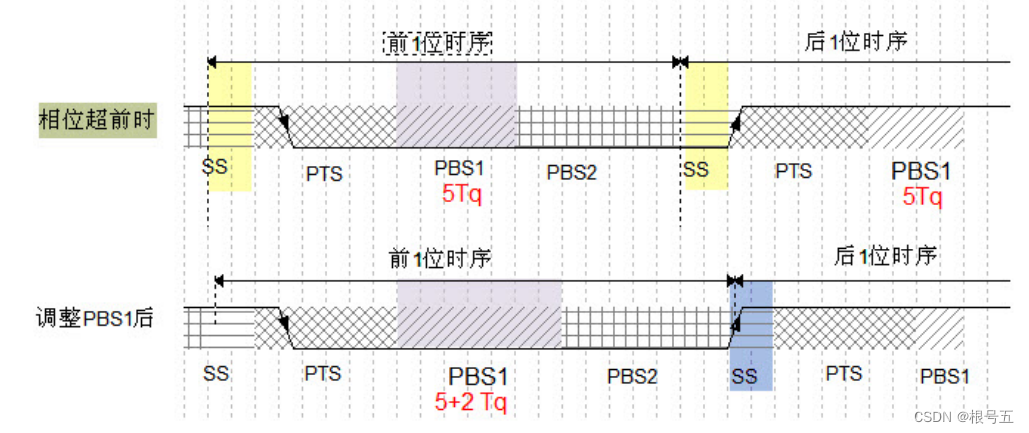 前1位时序 后1位时序
相位超前时
SS PTS PBS1 PBS2 SS PTS PBS1
5Tq 5Tq
前1位时序 后1位时序
调整PBS1后
SS PTS PBS1 PBS2 SS PTS PBS1
5+2 Tq
CSDN @根号五